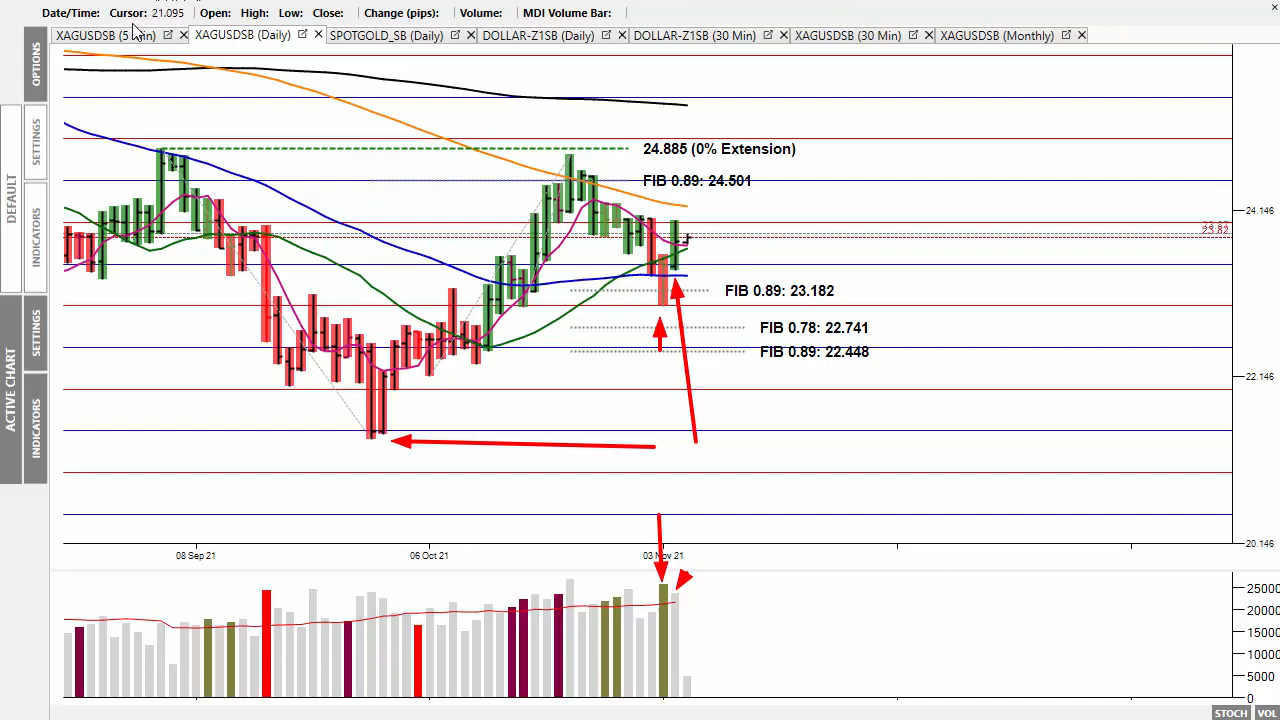 Date/Time: Cursor: 21.095 Open: High: Low: Close: Change (pips): Volume: MDI Volume Bar:
XAGUSDSB (5 Min) XAGUSDSB (Daily) SPOTGOLD_SB (Daily) DOLLAR-Z1SB (Daily) DOLLAR-Z1SB (30 Min) XAGUSDSB (30 Min) XAGUSDSB (Monthly)
OPTIONS
DEFAULT
SETTINGS
INDICATORS
ACTIVE CHART
SETTINGS
INDICATORS
24.885 (0% Extension)
FIB 0.89: 24.501
24.146
23.82
FIB 0.89: 23.182
FIB 0.78: 22.741
FIB 0.89: 22.448
22.146
20.146
08 Sep 21 06 Oct 21 03 Nov 21
25000
20000
15000
10000
5000
0
STOCH VOL